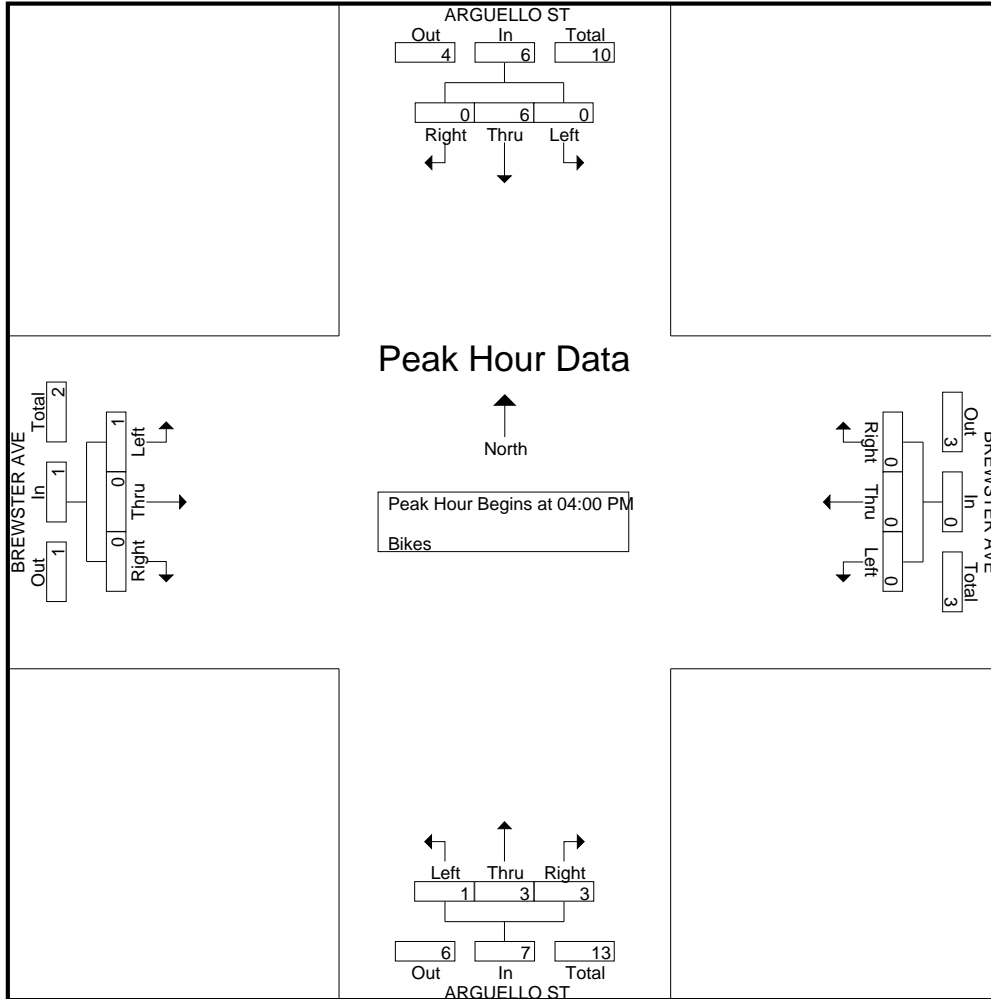 ARGUELLO ST
Out In Total
4 6 10
0 6 0
Right Thru Left
Peak Hour Data
North
Peak Hour Begins at 04:00 PM
Bikes
BREWSTER AVE
Out In Total
1 1 2
Right Thru Left
0 0 1
BREWSTER AVE
Out In Total
3 0 3
Right Thru Left
0 0 0
Left Thru Right
1 3 3
6 7 13
Out In Total
ARGUELLO ST